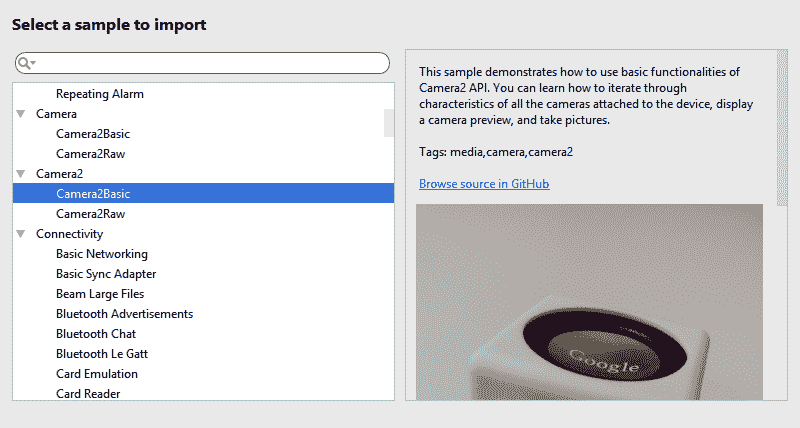 Select a sample to import
Repeating Alarm
Camera
Camera2Basic
Camera2Raw
Camera2
Camera2Basic
Camera2Raw
Connectivity
Basic Networking
Basic Sync Adapter
Beam Large Files
Bluetooth Advertisements
Bluetooth Chat
Bluetooth Le Gatt
Card Emulation
Card Reader
This sample demonstrates how to use basic functionalities of
Camera2 API. You can learn how to iterate through
characteristics of all the cameras attached to the device, display
a camera preview, and take pictures.
Tags: media,camera,camera2
Browse source in GitHub
Google